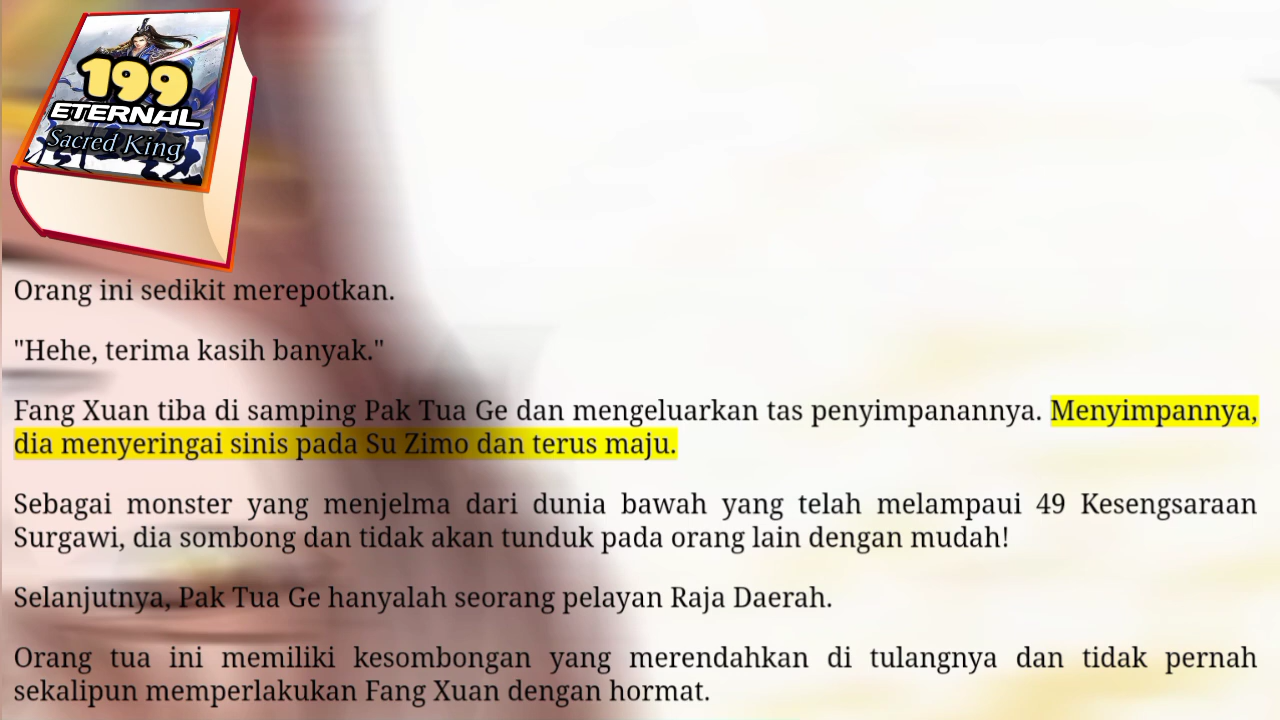 199
ETERNAL
Sacred King
Orang ini sedikit merepotkan.
"Hehe, terima kasih banyak."
Fang Xuan tiba di samping Pak Tua Ge dan mengeluarkan tas penyimpanannya. Menyimpannya,
dia menyeringai sinis pada Su Zimo dan terus maju.
Sebagai monster yang menjelma dari dunia bawah yang telah melampaui 49 Kesengsaraan
Surgawi, dia sombong dan tidak akan tunduk pada orang lain dengan mudah!
Selanjutnya, Pak Tua Ge hanyalah seorang pelayan Raja Daerah.
Orang tua ini memiliki kesombongan yang merendahkan di tulangnya dan tidak pernah
sekalipun memperlakukan Fang Xuan dengan hormat.